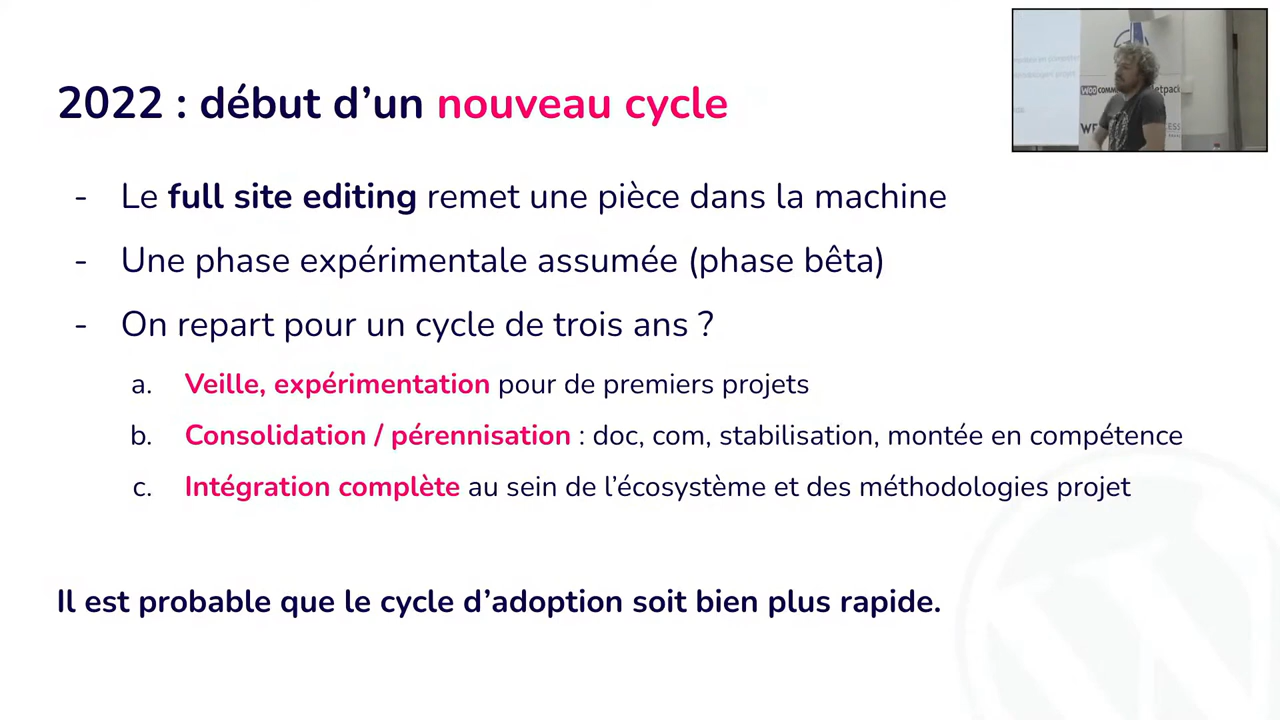 2022 : début d’un nouveau cycle
- Le full site editing remet une pièce dans la machine
- Une phase expérimentale assumée (phase bêta)
- On repart pour un cycle de trois ans ?
a. Veille, expérimentation pour de premiers projets
b. Consolidation / pérennisation : doc, com, stabilisation, montée en compétence
c. Intégration complète au sein de l’écosystème et des méthodologies projet
Il est probable que le cycle d’adoption soit bien plus rapide.